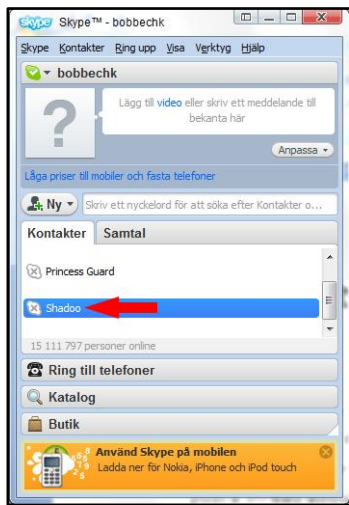 Skype™ - bobbechk
Skype Kontakter Ring upp Visa Verktyg Hjälp
bobbechk
Lägg till video eller skriv ett meddelande till
bekanta här
Anpassa
Låga priser till mobiler och fasta telefoner
Ny
Skriv ett nyckelord för att söka efter Kontakter o...
Kontakter Samtal
Princess Guard
Shadoo
15 111 797 personer online
Ring till telefoner
Katalog
Butik
Använd Skype på mobilen
Ladda ner för Nokia, iPhone och iPod touch